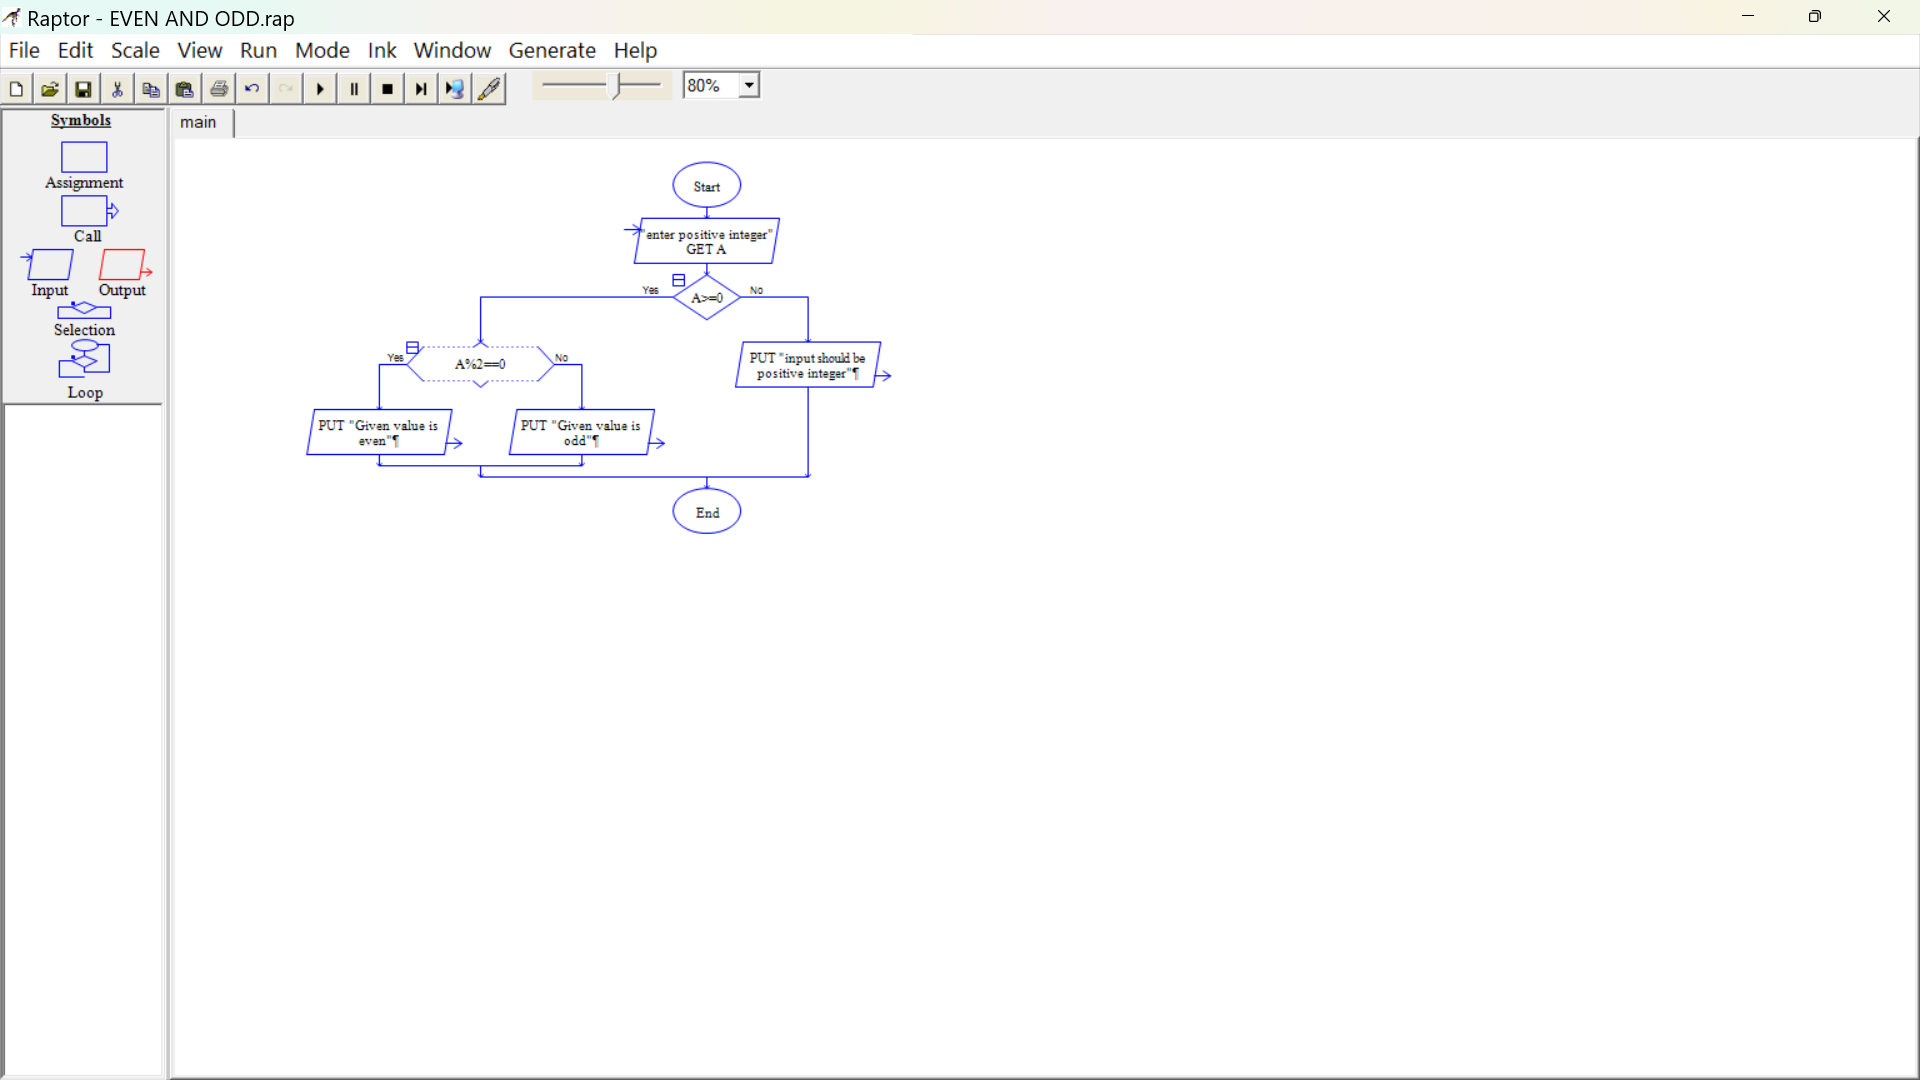 Raptor - EVEN AND ODD.rap
File Edit Scale View Run Mode Ink Window Generate Help
80%
Symbols
main
Assignment
Call
Input Output
Selection
Loop
Start
"enter positive integer"
GET A
Yes A>=0 No
Yes A%2==0 No
PUT "input should be
positive integer"¶
PUT "Given value is
even"¶
PUT "Given value is
odd"¶
End